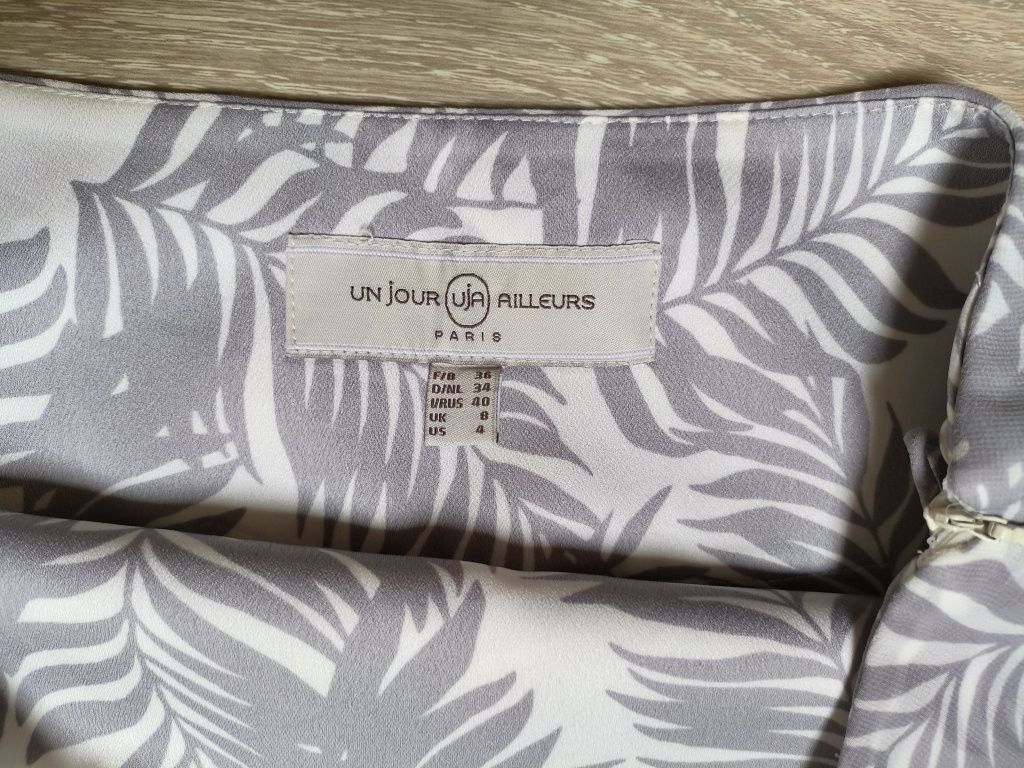 UN jOUR UjA AILLEURS
PARIS
F/B 36
D/NL 34
I/RUS 40
UK 8
US 4